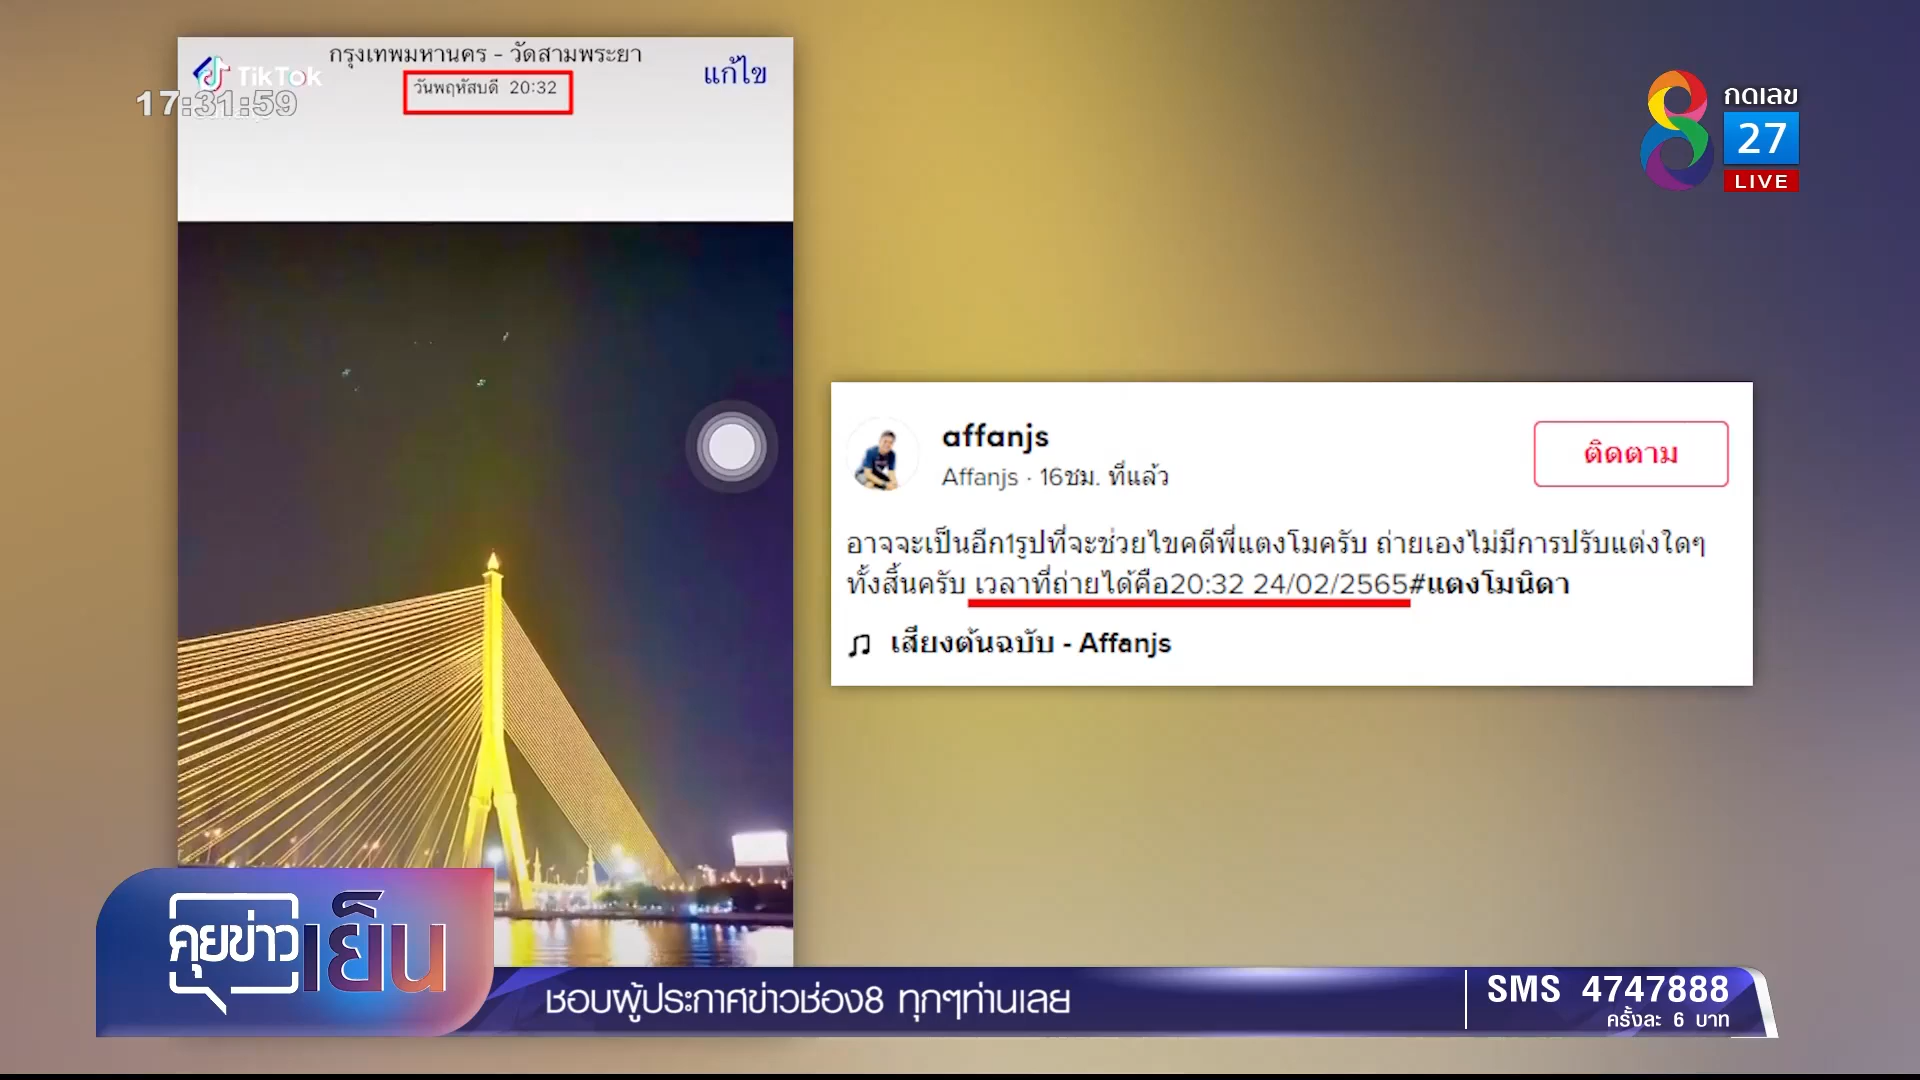 กรุงเทพมหานคร - วัดสามพระยา
TikTok
วันพฤหัสบดี 20:32
แก้ไข
17:31:59
กดเลข
27
LIVE
affanjs
Affanjs · 16ชม. ที่แล้ว
ติดตาม
อาจจะเป็นอีก1รูปที่จะช่วยไขคดีพี่แตงโมครับ ถ่ายเองไม่มีการปรับแต่งใดๆ
ทั้งสิ้นครับ เวลาที่ถ่ายได้คือ20:32 24/02/2565#แตงโมนิดา
เสียงต้นฉบับ - Affanjs
คุยข่าวเย็น
ชอบผู้ประกาศข่าวช่อง8 ทุกๆท่านเลย
SMS 4747888
ครั้งละ 6 บาท